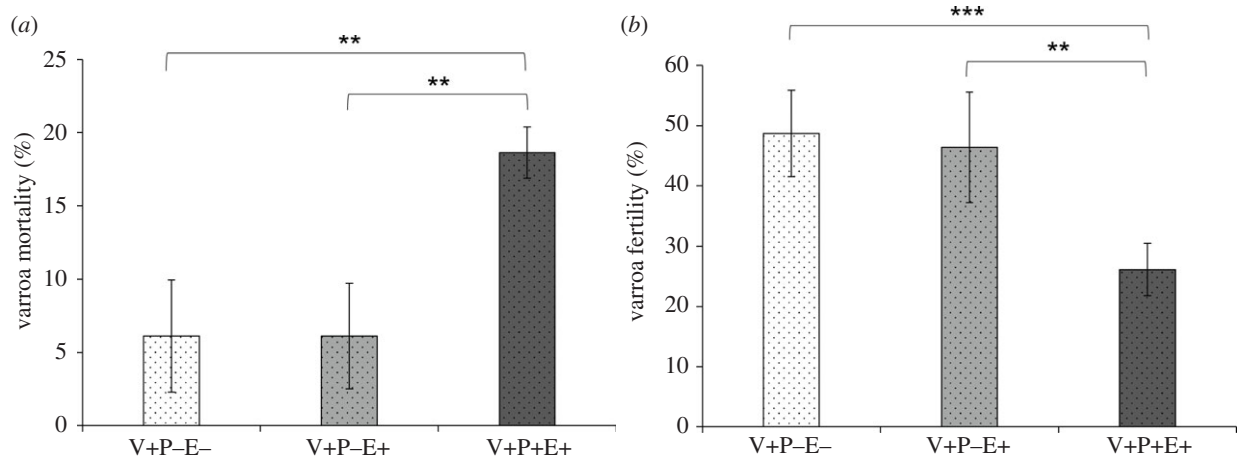 (a)
**
**
25
20
15
10
5
0
varroa mortality (%)
V+P–E– V+P–E+ V+P+E+
(b)
***
**
60
50
40
30
20
10
0
varroa fertility (%)
V+P–E– V+P–E+ V+P+E+